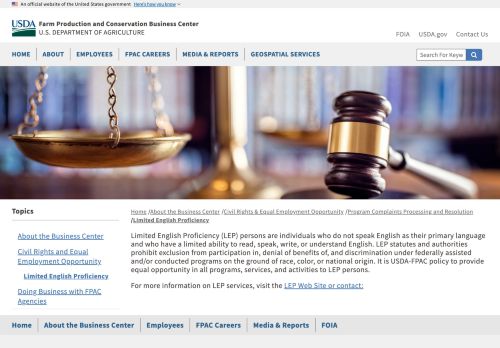 An official website of the United States government Here's how you know
USDA Farm Production and Conservation Business Center
U.S. DEPARTMENT OF AGRICULTURE
FOIA USDA.gov Contact Us
HOME ABOUT EMPLOYEES FPAC CAREERS MEDIA & REPORTS GEOSPATIAL SERVICES
Search For Keyw
Topics
About the Business Center
Civil Rights and Equal
Employment Opportunity
Limited English Proficiency
Doing Business with FPAC
Agencies
Home /About the Business Center /Civil Rights & Equal Employment Opportunity /Program Complaints Processing and Resolution
/Limited English Proficiency
Limited English Proficiency (LEP) persons are individuals who do not speak English as their primary language
and who have a limited ability to read, speak, write, or understand English. LEP statutes and authorities
prohibit exclusion from participation in, denial of benefits of, and discrimination under federally assisted
and/or conducted programs on the ground of race, color, or national origin. It is USDA-FPAC policy to provide
equal opportunity in all programs, services, and activities to LEP persons.
For more information on LEP services, visit the LEP Web Site or contact:
Home About the Business Center Employees FPAC Careers Media & Reports FOIA